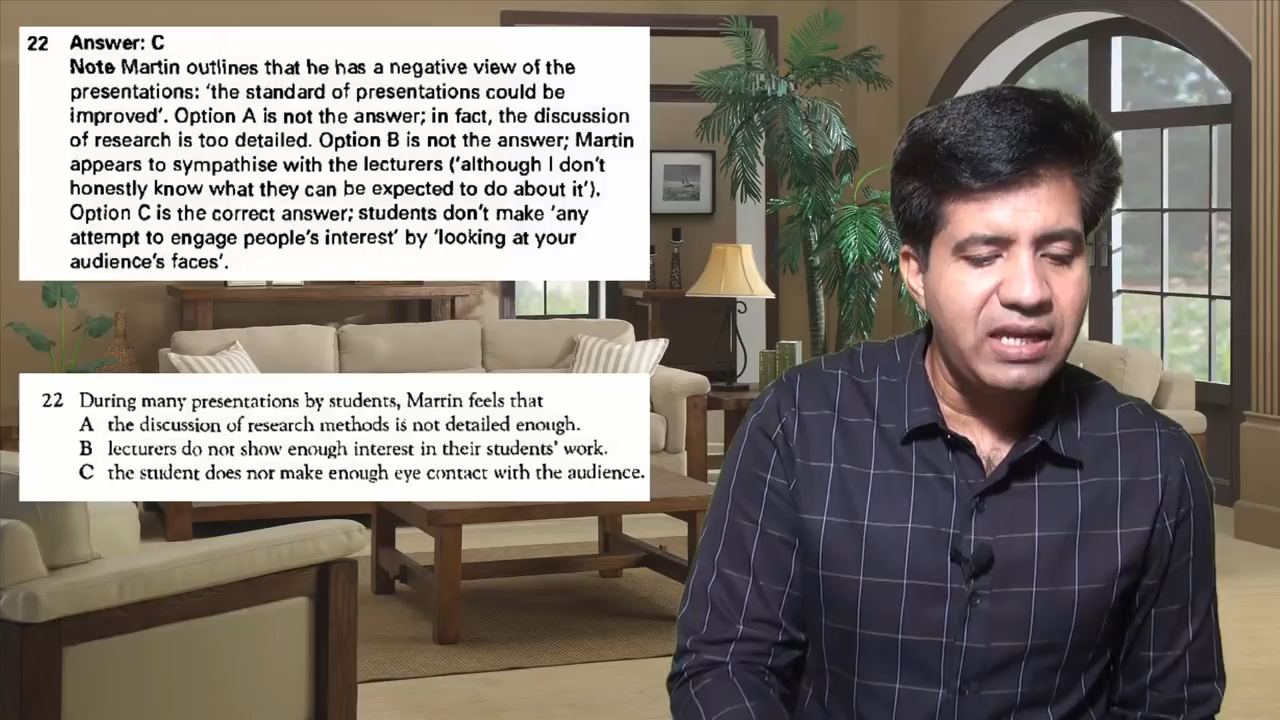 22 Answer: C
Note Martin outlines that he has a negative view of the
presentations: 'the standard of presentations could be
improved'. Option A is not the answer; in fact, the discussion
of research is too detailed. Option B is not the answer; Martin
appears to sympathise with the lecturers ('although I don't
honestly know what they can be expected to do about it').
Option C is the correct answer; students don't make 'any
attempt to engage people's interest' by 'looking at your
audience's faces'.
22 During many presentations by students, Martin feels that
A the discussion of research methods is not detailed enough.
B lecturers do not show enough interest in their students' work.
C the student does not make enough eye contact with the audience.